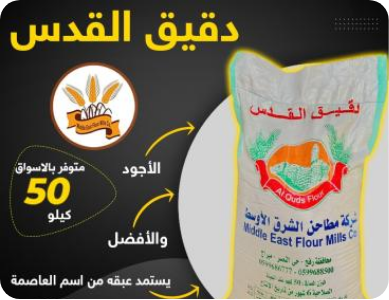 دقيق القدس
الأجود
متوفر بالاسواق
50
كيلو
والأفضل
يستمد عبقه من اسم العاصمة
دقيق القدس
Al Quds Flour
شركة مطاحن الشرق الأوسط
Middle East Flour Mills Co